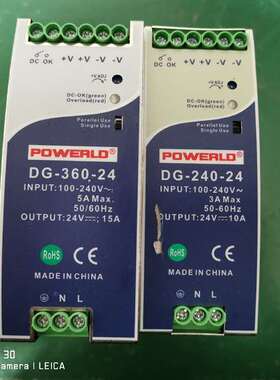 DC OK +V +V -V -V
+V ADJ
DC-OK(green)
Overload(red)
Parallel Use
Single Use
POWERLD
DG-360-24
INPUT:100-240V~
5A Max.
50/60Hz
OUTPUT:24V⎓15A
RoHS
MADE IN CHINA
N L
DC OK +V +V -V -V
+V ADJ
DC-OK(green)
Overload(red)
Parallel Use
Single Use
POWERLD
DG-240-24
INPUT:100-240V~
3A Max.
50-60Hz
OUTPUT:24V⎓10A
RoHS
MADE IN CHINA
N L
30
Camera / LEICA